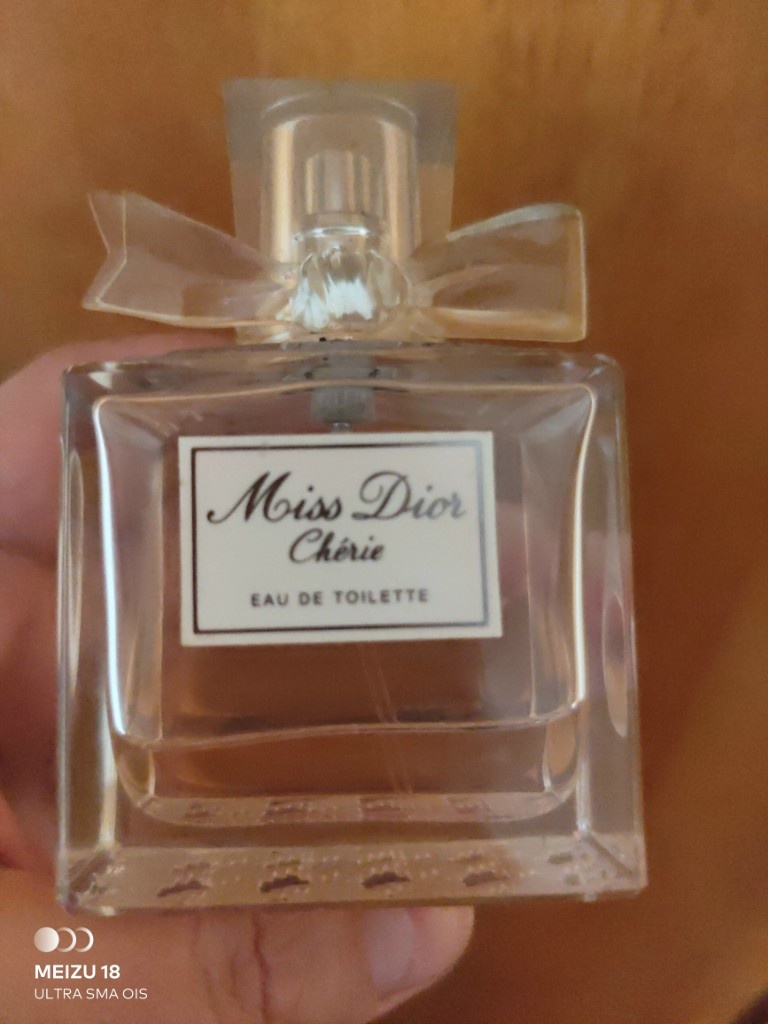 Miss Dior
Chérie
EAU DE TOILETTE
MEIZU 18
ULTRA SMA OIS